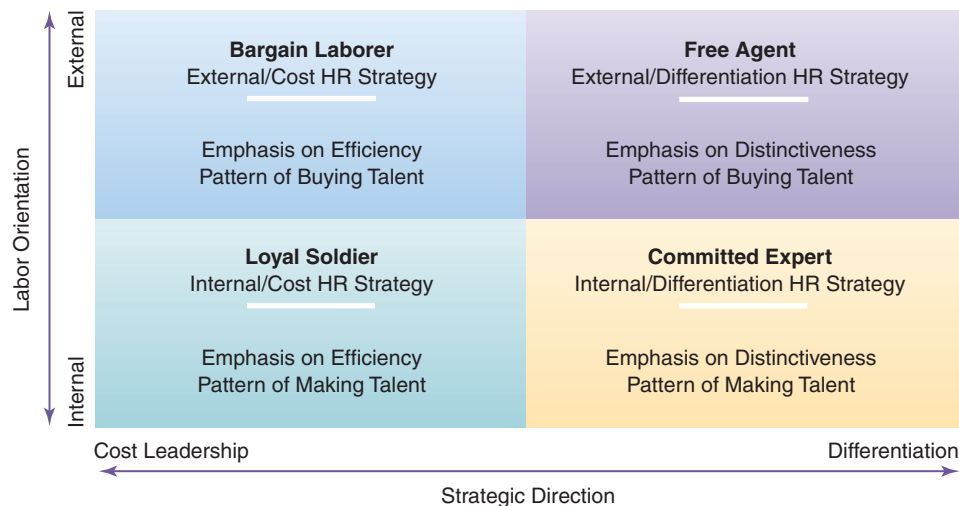 External
Bargain Laborer
External/Cost HR Strategy
Emphasis on Efficiency
Pattern of Buying Talent
Free Agent
External/Differentiation HR Strategy
Emphasis on Distinctiveness
Pattern of Buying Talent
Labor Orientation
Loyal Soldier
Internal/Cost HR Strategy
Emphasis on Efficiency
Pattern of Making Talent
Committed Expert
Internal/Differentiation HR Strategy
Emphasis on Distinctiveness
Pattern of Making Talent
Internal
Cost Leadership
Differentiation
Strategic Direction